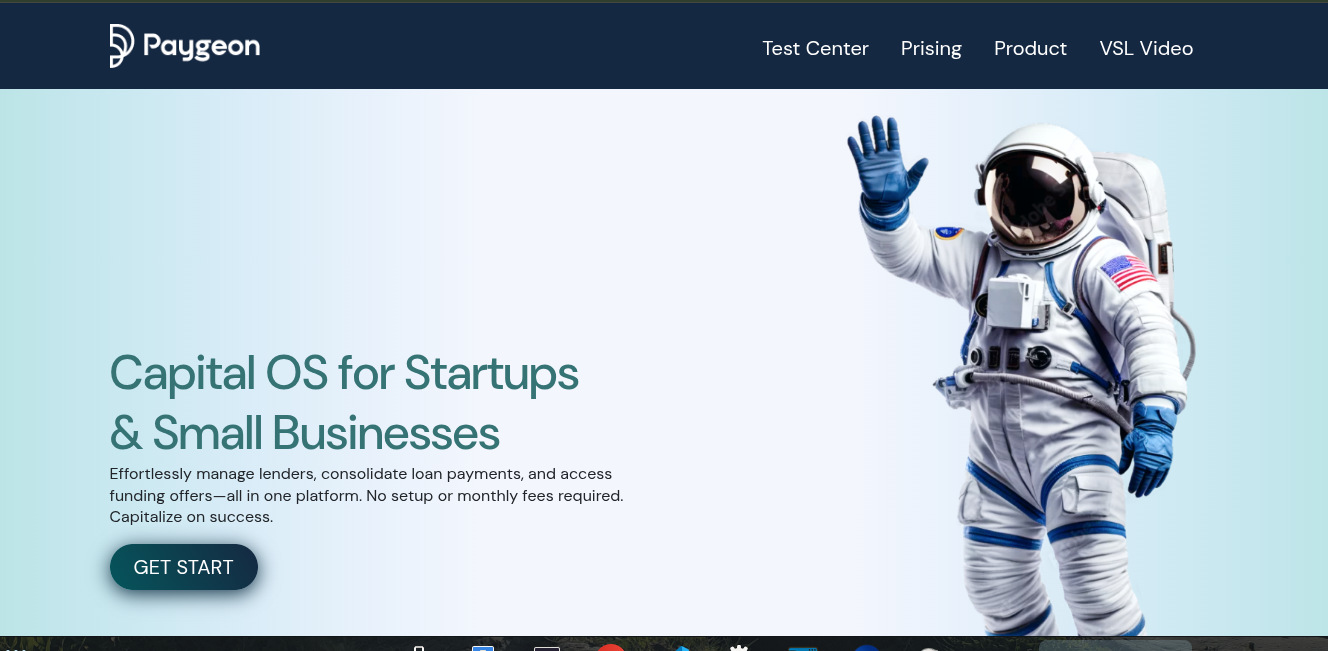 Paygeon
Test Center
Prising
Product
VSL Video
Capital OS for Startups
& Small Businesses
Effortlessly manage lenders, consolidate loan payments, and access
funding offers—all in one platform. No setup or monthly fees required.
Capitalize on success.
GET START